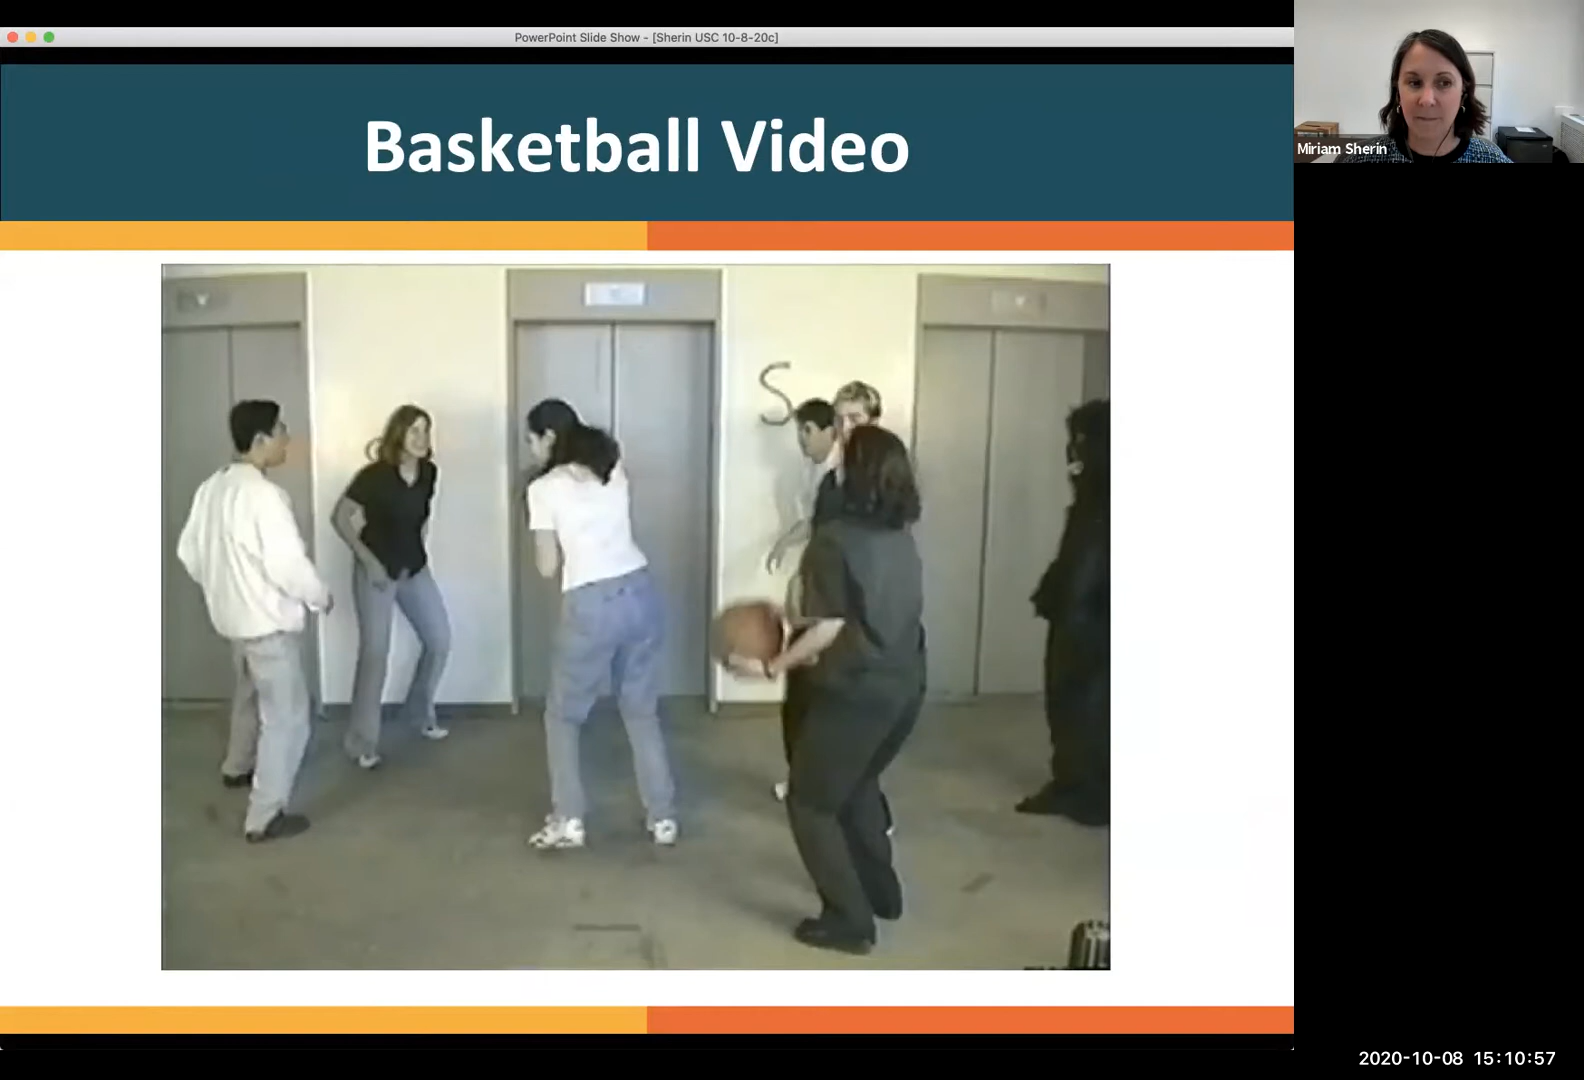 PowerPoint Slide Show - [Sherin USC 10-8-20c]
Basketball Video
S
Miriam Sherin
2020-10-08 15:10:57